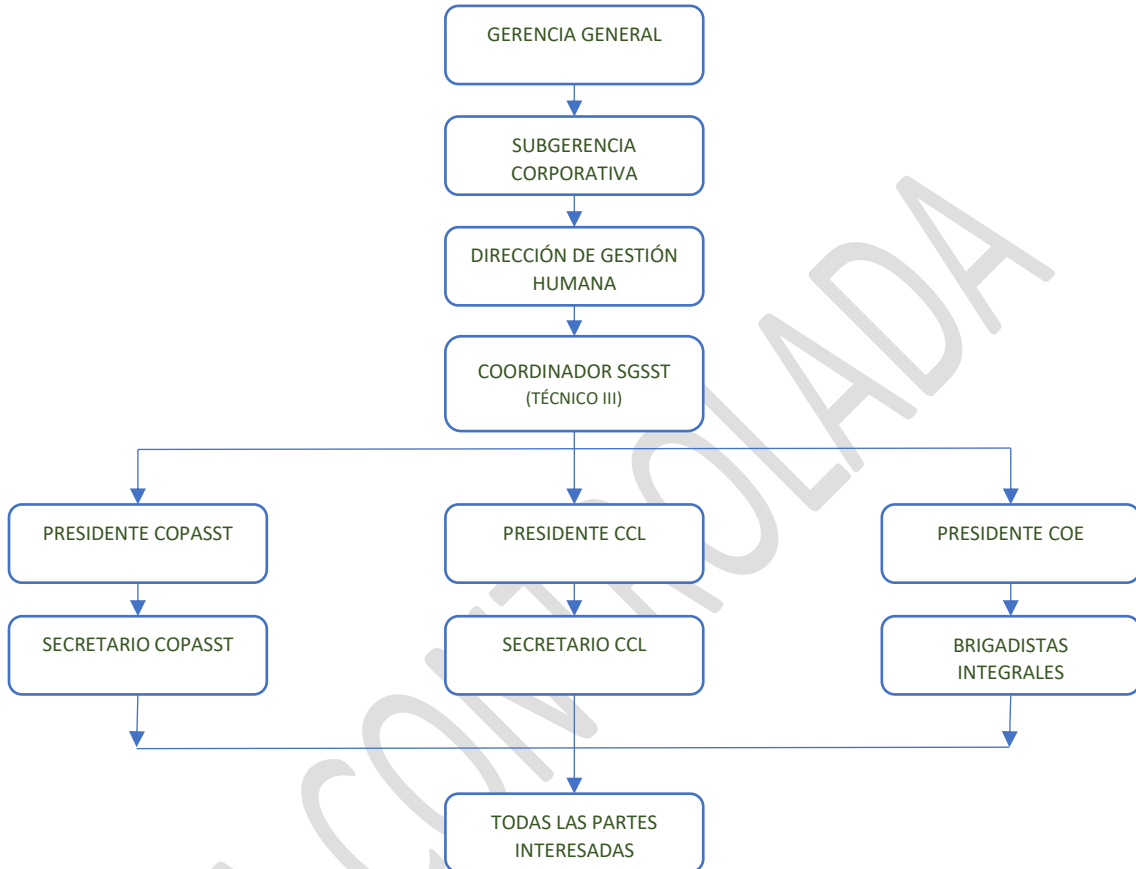 GERENCIA GENERAL
SUBGERENCIA
CORPORATIVA
DIRECCIÓN DE GESTIÓN
HUMANA
COORDINADOR SGSST
(TÉCNICO III)
PRESIDENTE COPASST
PRESIDENTE CCL
PRESIDENTE COE
SECRETARIO COPASST
SECRETARIO CCL
BRIGADISTAS
INTEGRALES
TODAS LAS PARTES
INTERESADAS
CONTROLADA